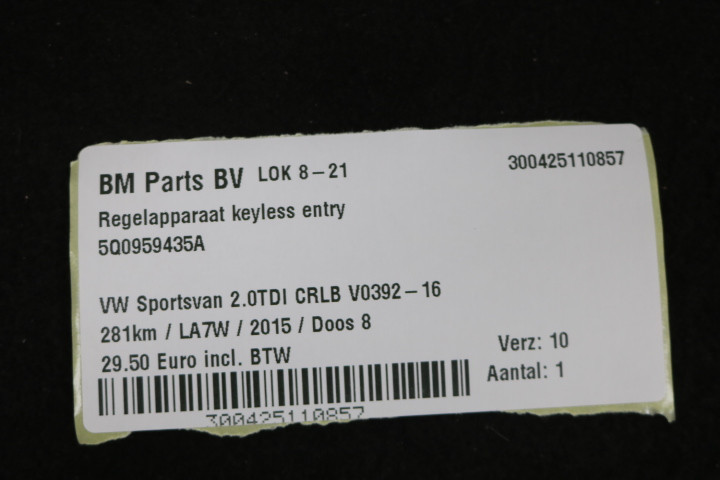 BM Parts BV LOK 8-21 300425110857
Regelapparaat keyless entry
5Q0959435A
VW Sportsvan 2.0TDI CRLB V0392-16
281km / LA7W / 2015 / Doos 8
29.50 Euro incl. BTW
Verz: 10
Aantal: 1
300425110857